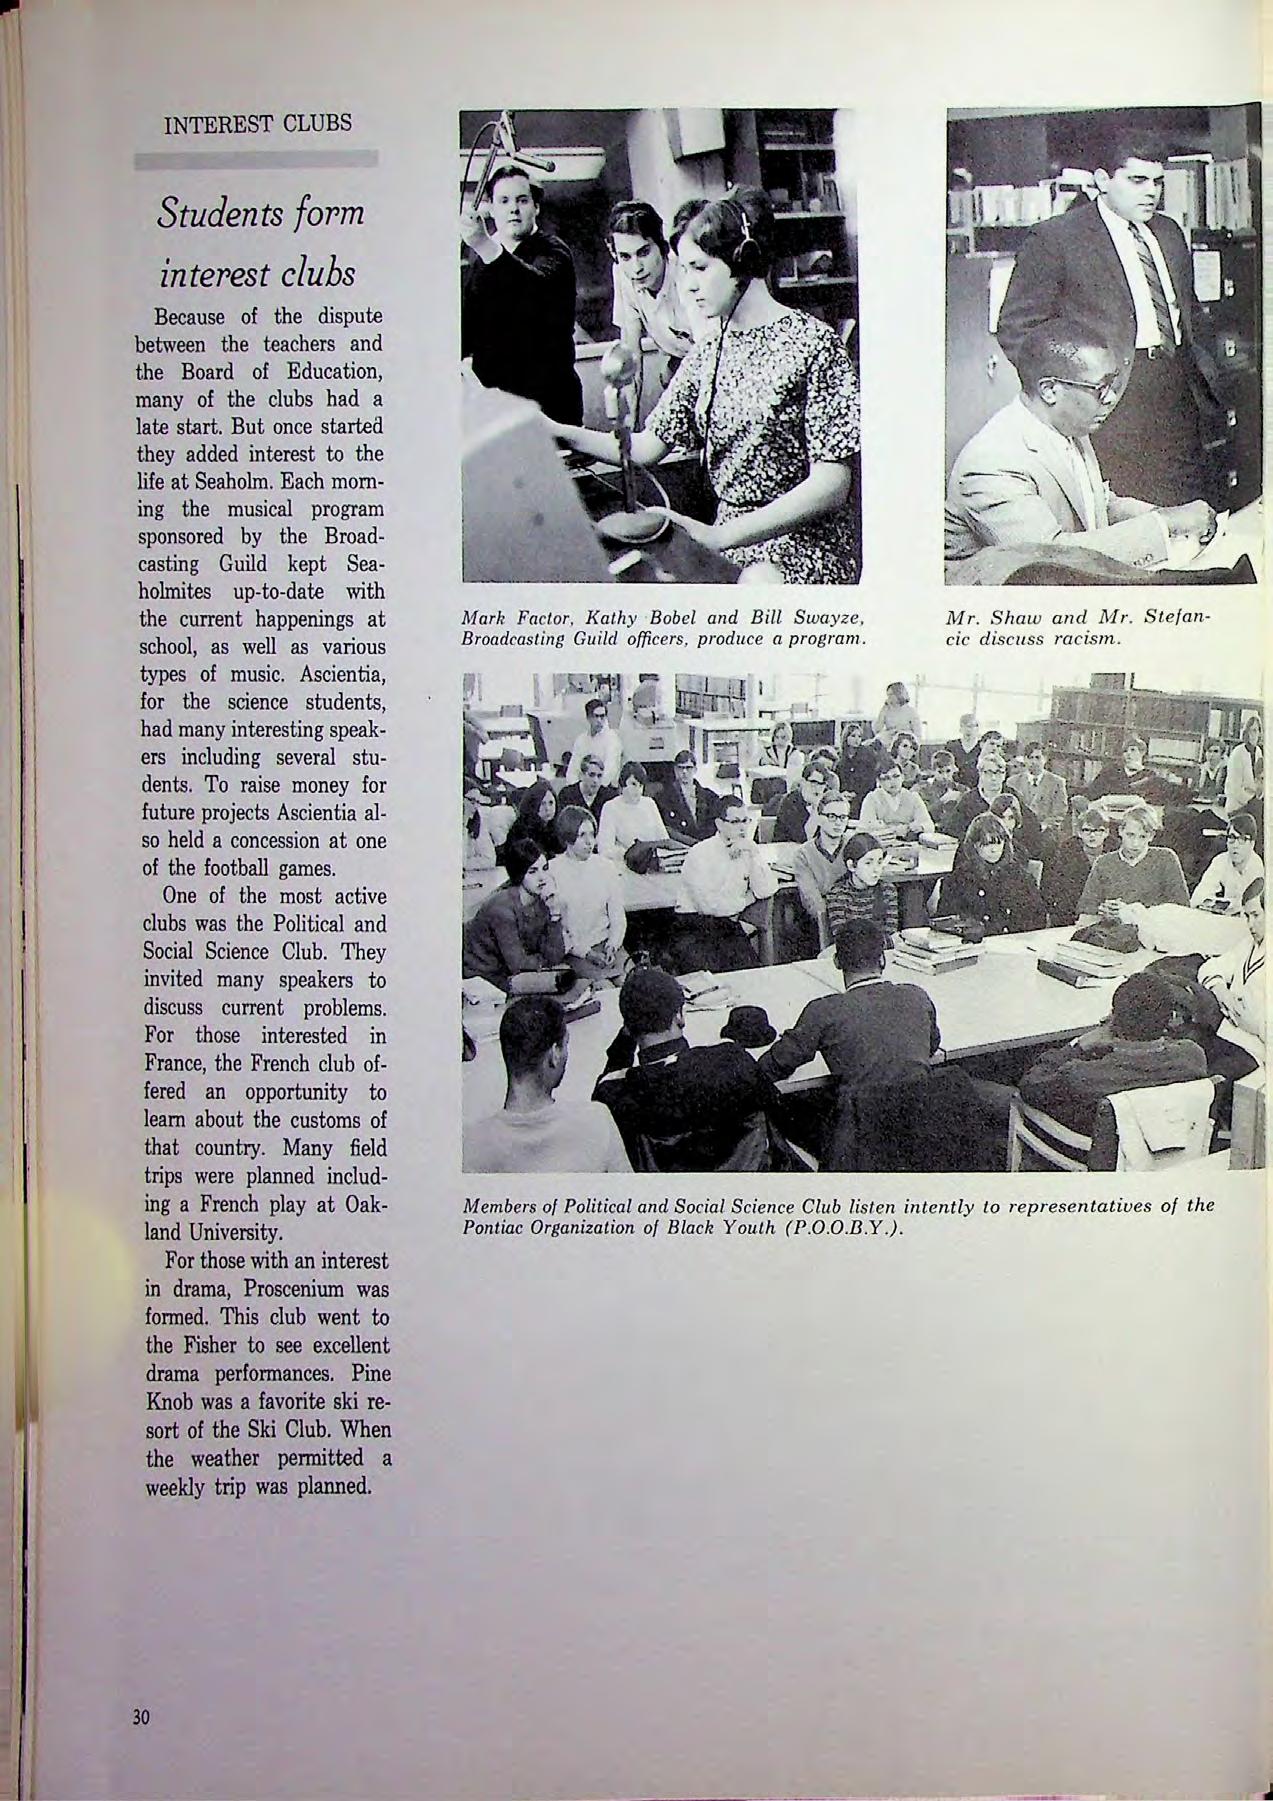 INTEREST CLUBS
Students form
interest clubs
Because of the dispute
between the teachers and
the Board of Education,
many of the clubs had a
late start. But once started
they added interest to the
life at Seaholm. Each morn-
ing the musical program
sponsored by the Broad-
casting Guild kept Sea-
holmites up-to-date with
the current happenings at
school, as well as various
types of music. Ascientia,
for the science students,
had many interesting speak-
ers including several stu-
dents. To raise money for
future projects Ascientia al-
so held a concession at one
of the football games.
One of the most active
clubs was the Political and
Social Science Club. They
invited many speakers to
discuss current problems.
For those interested in
France, the French club of-
fered an opportunity to
learn about the customs of
that country. Many field
trips were planned includ-
ing a French play at Oak-
land University.
For those with an interest
in drama, Proscenium was
formed. This club went to
the Fisher to see excellent
drama performances. Pine
Knob was a favorite ski re-
sort of the Ski Club. When
the weather permitted a
weekly trip was planned.
Mark Factor, Kathy Bobel and Bill Swayze,
Broadcasting Guild officers, produce a program.
Mr. Shaw and Mr. Stefan-
cic discuss racism.
Members of Political and Social Science Club listen intently to representatives of the
Pontiac Organization of Black Youth (P.O.O.B.Y.).
30